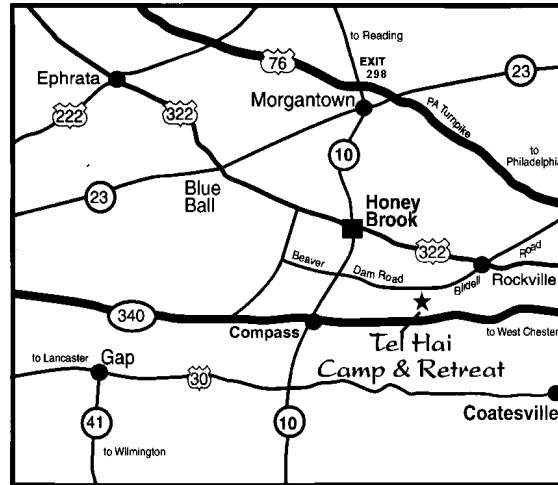 to Reading
76
EXIT
298
23
Ephrata
Morgantown
PA Turnpike
222
322
10
to
Philadelphia
23
Blue
Ball
Honey
Brook
322
Road
Beaver
Dam Road
Blidell
Rockville
340
Compass
to West Chester
Tel Hai
Camp & Retreat
to Lancaster
Gap
30
Coatesville
41
10
to Wilmington